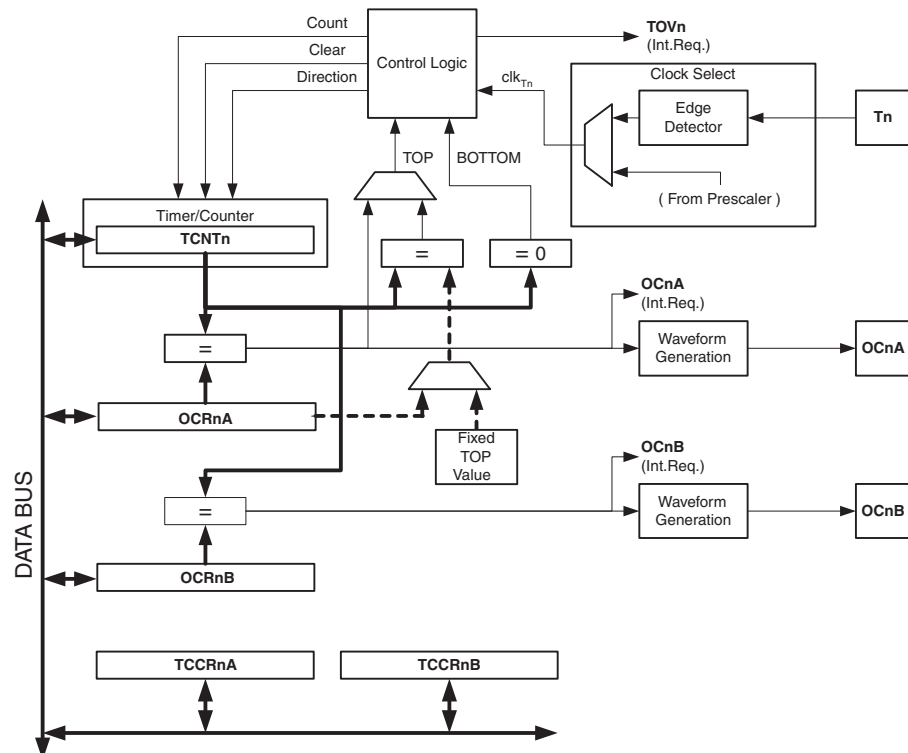 Count
Clear
Direction
Control Logic
TOVn
(Int.Req.)
clkTn
Clock Select
Edge
Detector
Tn
( From Prescaler )
TOP
BOTTOM
Timer/Counter
TCNTn
=
= 0
OCnA
(Int.Req.)
=
Waveform
Generation
OCnA
OCRnA
Fixed
TOP
Value
OCnB
(Int.Req.)
=
Waveform
Generation
OCnB
OCRnB
DATA BUS
TCCRnA
TCCRnB